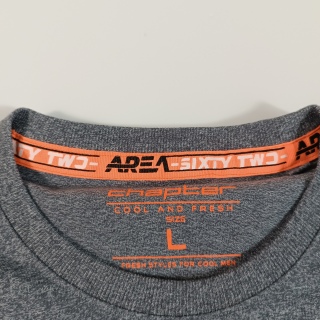 SIXTY TWO- AREA -SIXTY TWO-
chapter
COOL AND FRESH
SIZE
L
FRESH STYLES FOR COOL MEN